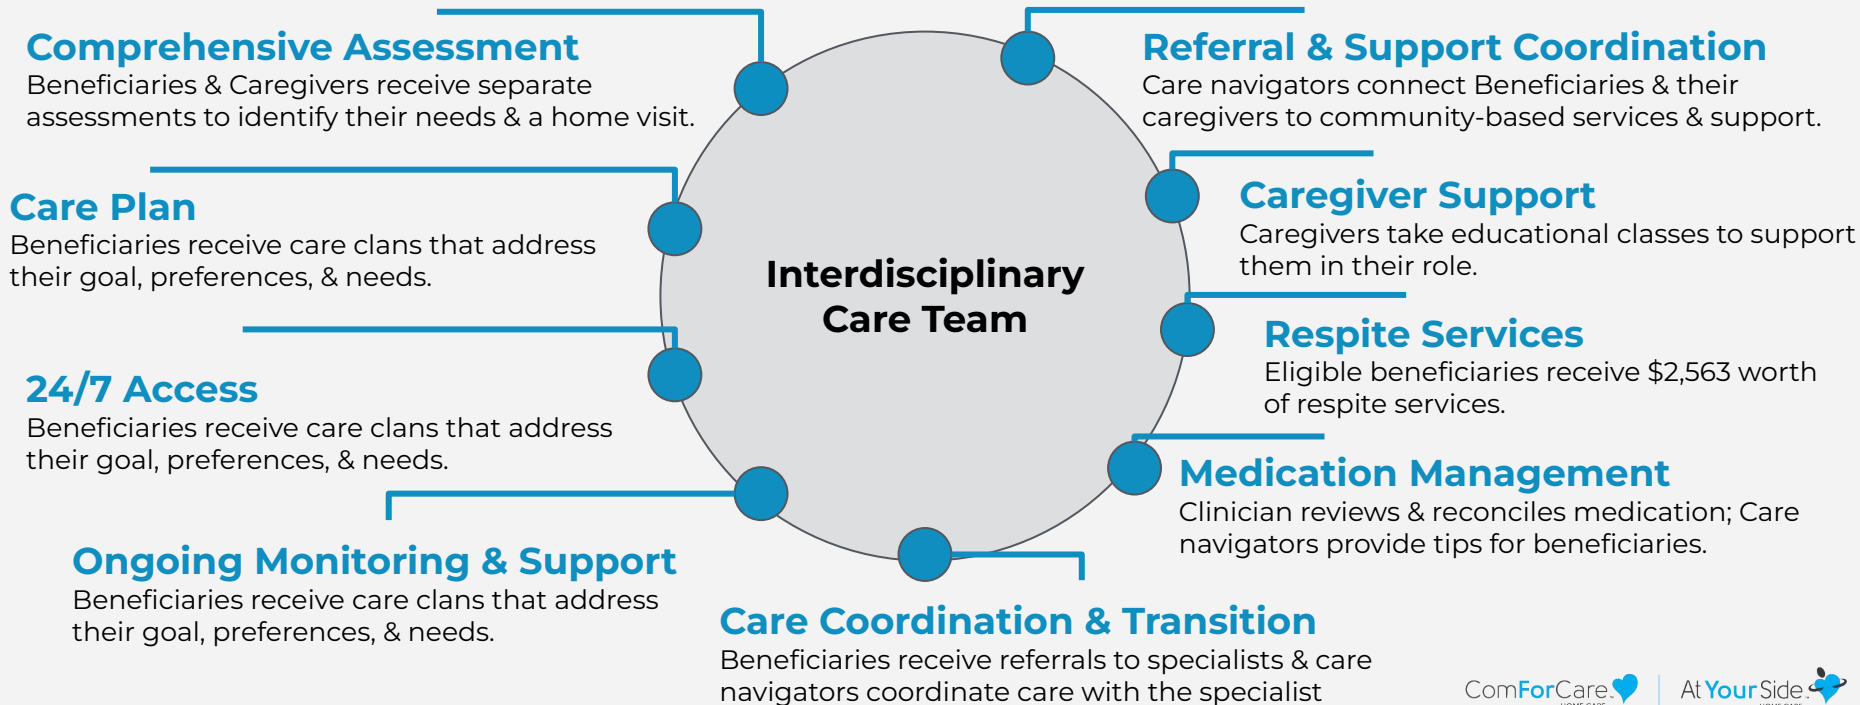 Comprehensive Assessment
Beneficiaries & Caregivers receive separate
assessments to identify their needs & a home visit.
Care Plan
Beneficiaries receive care clans that address
their goal, preferences, & needs.
24/7 Access
Beneficiaries receive care clans that address
their goal, preferences, & needs.
Ongoing Monitoring & Support
Beneficiaries receive care clans that address
their goal, preferences, & needs.
Interdisciplinary
Care Team
Referral & Support Coordination
Care navigators connect Beneficiaries & their
caregivers to community-based services & support.
Caregiver Support
Caregivers take educational classes to support
them in their role.
Respite Services
Eligible beneficiaries receive $2,563 worth
of respite services.
Medication Management
Clinician reviews & reconciles medication; Care
navigators provide tips for beneficiaries.
Care Coordination & Transition
Beneficiaries receive referrals to specialists & care
navigators coordinate care with the specialist
ComForCare
At Your Side